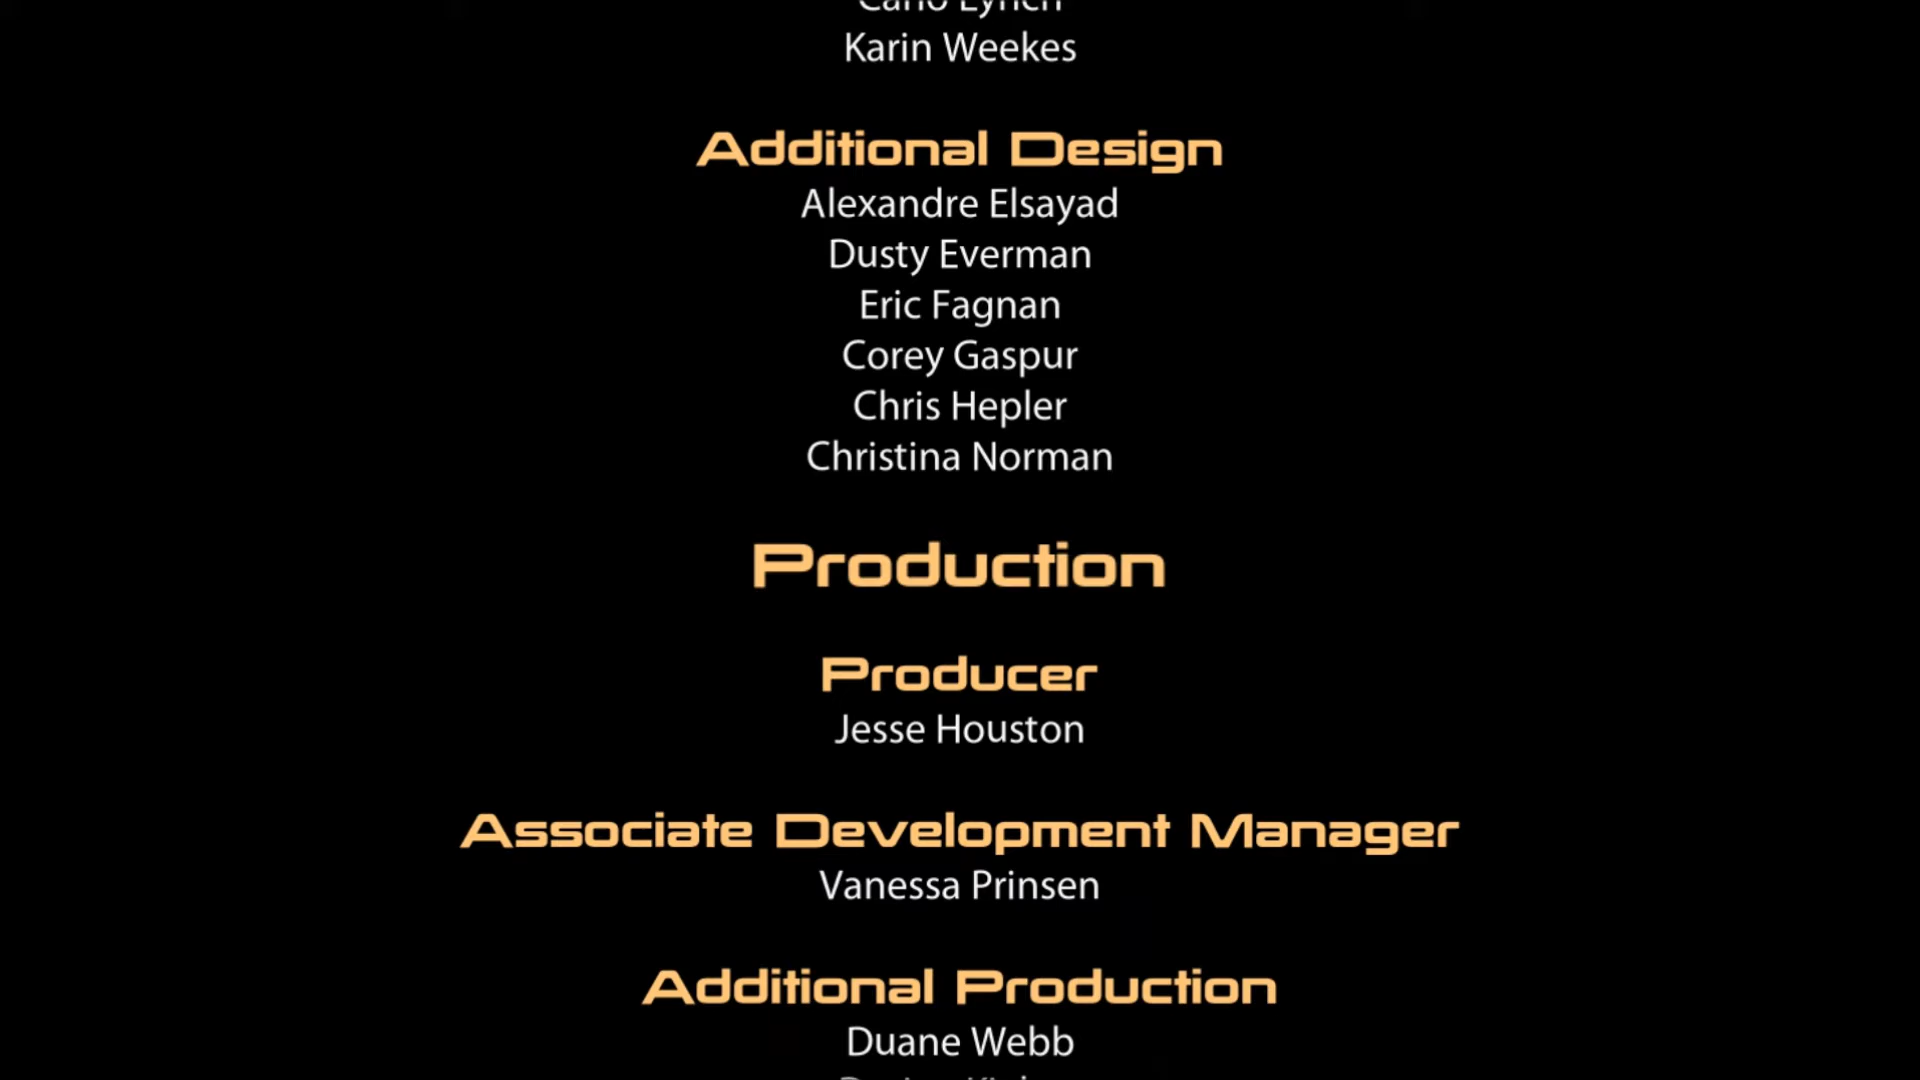 Karin Weekes
Additional Design
Alexandre Elsayad
Dusty Everman
Eric Fagnan
Corey Gaspur
Chris Hepler
Christina Norman
Production
Producer
Jesse Houston
Associate Development Manager
Vanessa Prinsen
Additional Production
Duane Webb